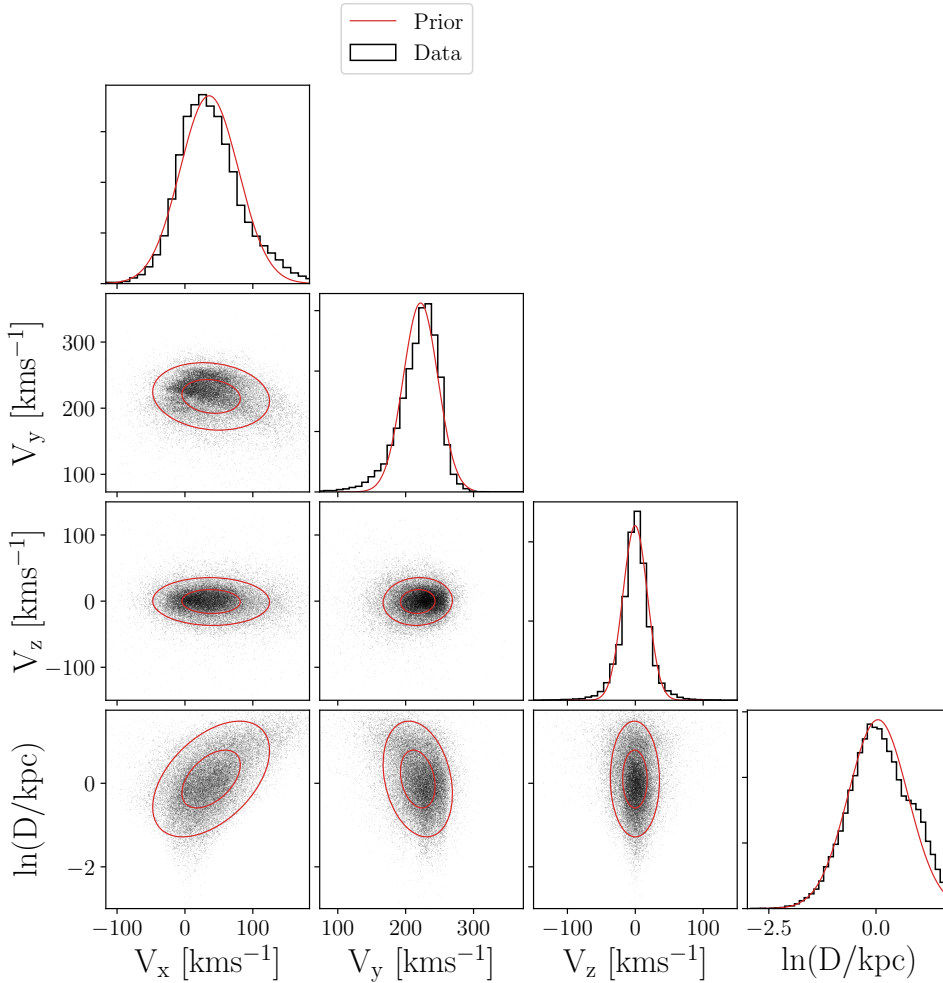 Prior
Data
300
200
100
V_y [kms⁻¹]
100
0
−100
V_z [kms⁻¹]
0
−2
ln(D/kpc)
−100 0 100
V_x [kms⁻¹]
100 200 300
V_y [kms⁻¹]
−100 0 100
V_z [kms⁻¹]
−2.5 0.0
ln(D/kpc)